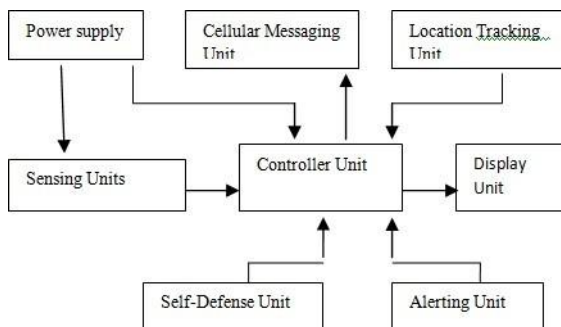 Power supply
Cellular Messaging
Unit
Location Tracking
Unit
Sensing Units
Controller Unit
Display
Unit
Self-Defense Unit
Alerting Unit